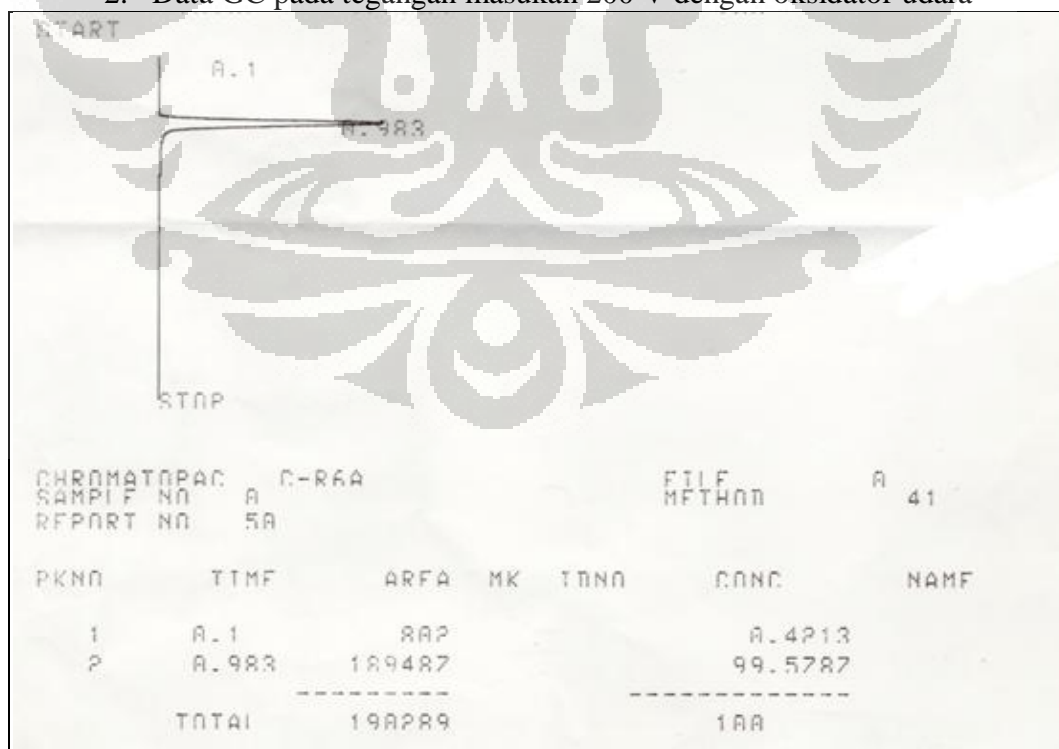 2. Data GC pada tegangan masukan 200 V dengan oksidator udara
START
0.1
0.983
STOP
CHROMATOPAC C-R6A FILE 0
SAMPLE NO 0 METHOD 41
REPORT NO 50
PKNO TIME AREA MK IDNO CONC NAME
1 0.1 802 0.4213
2 0.983 189487 99.5787
---------- --------------
TOTAL 190289 100